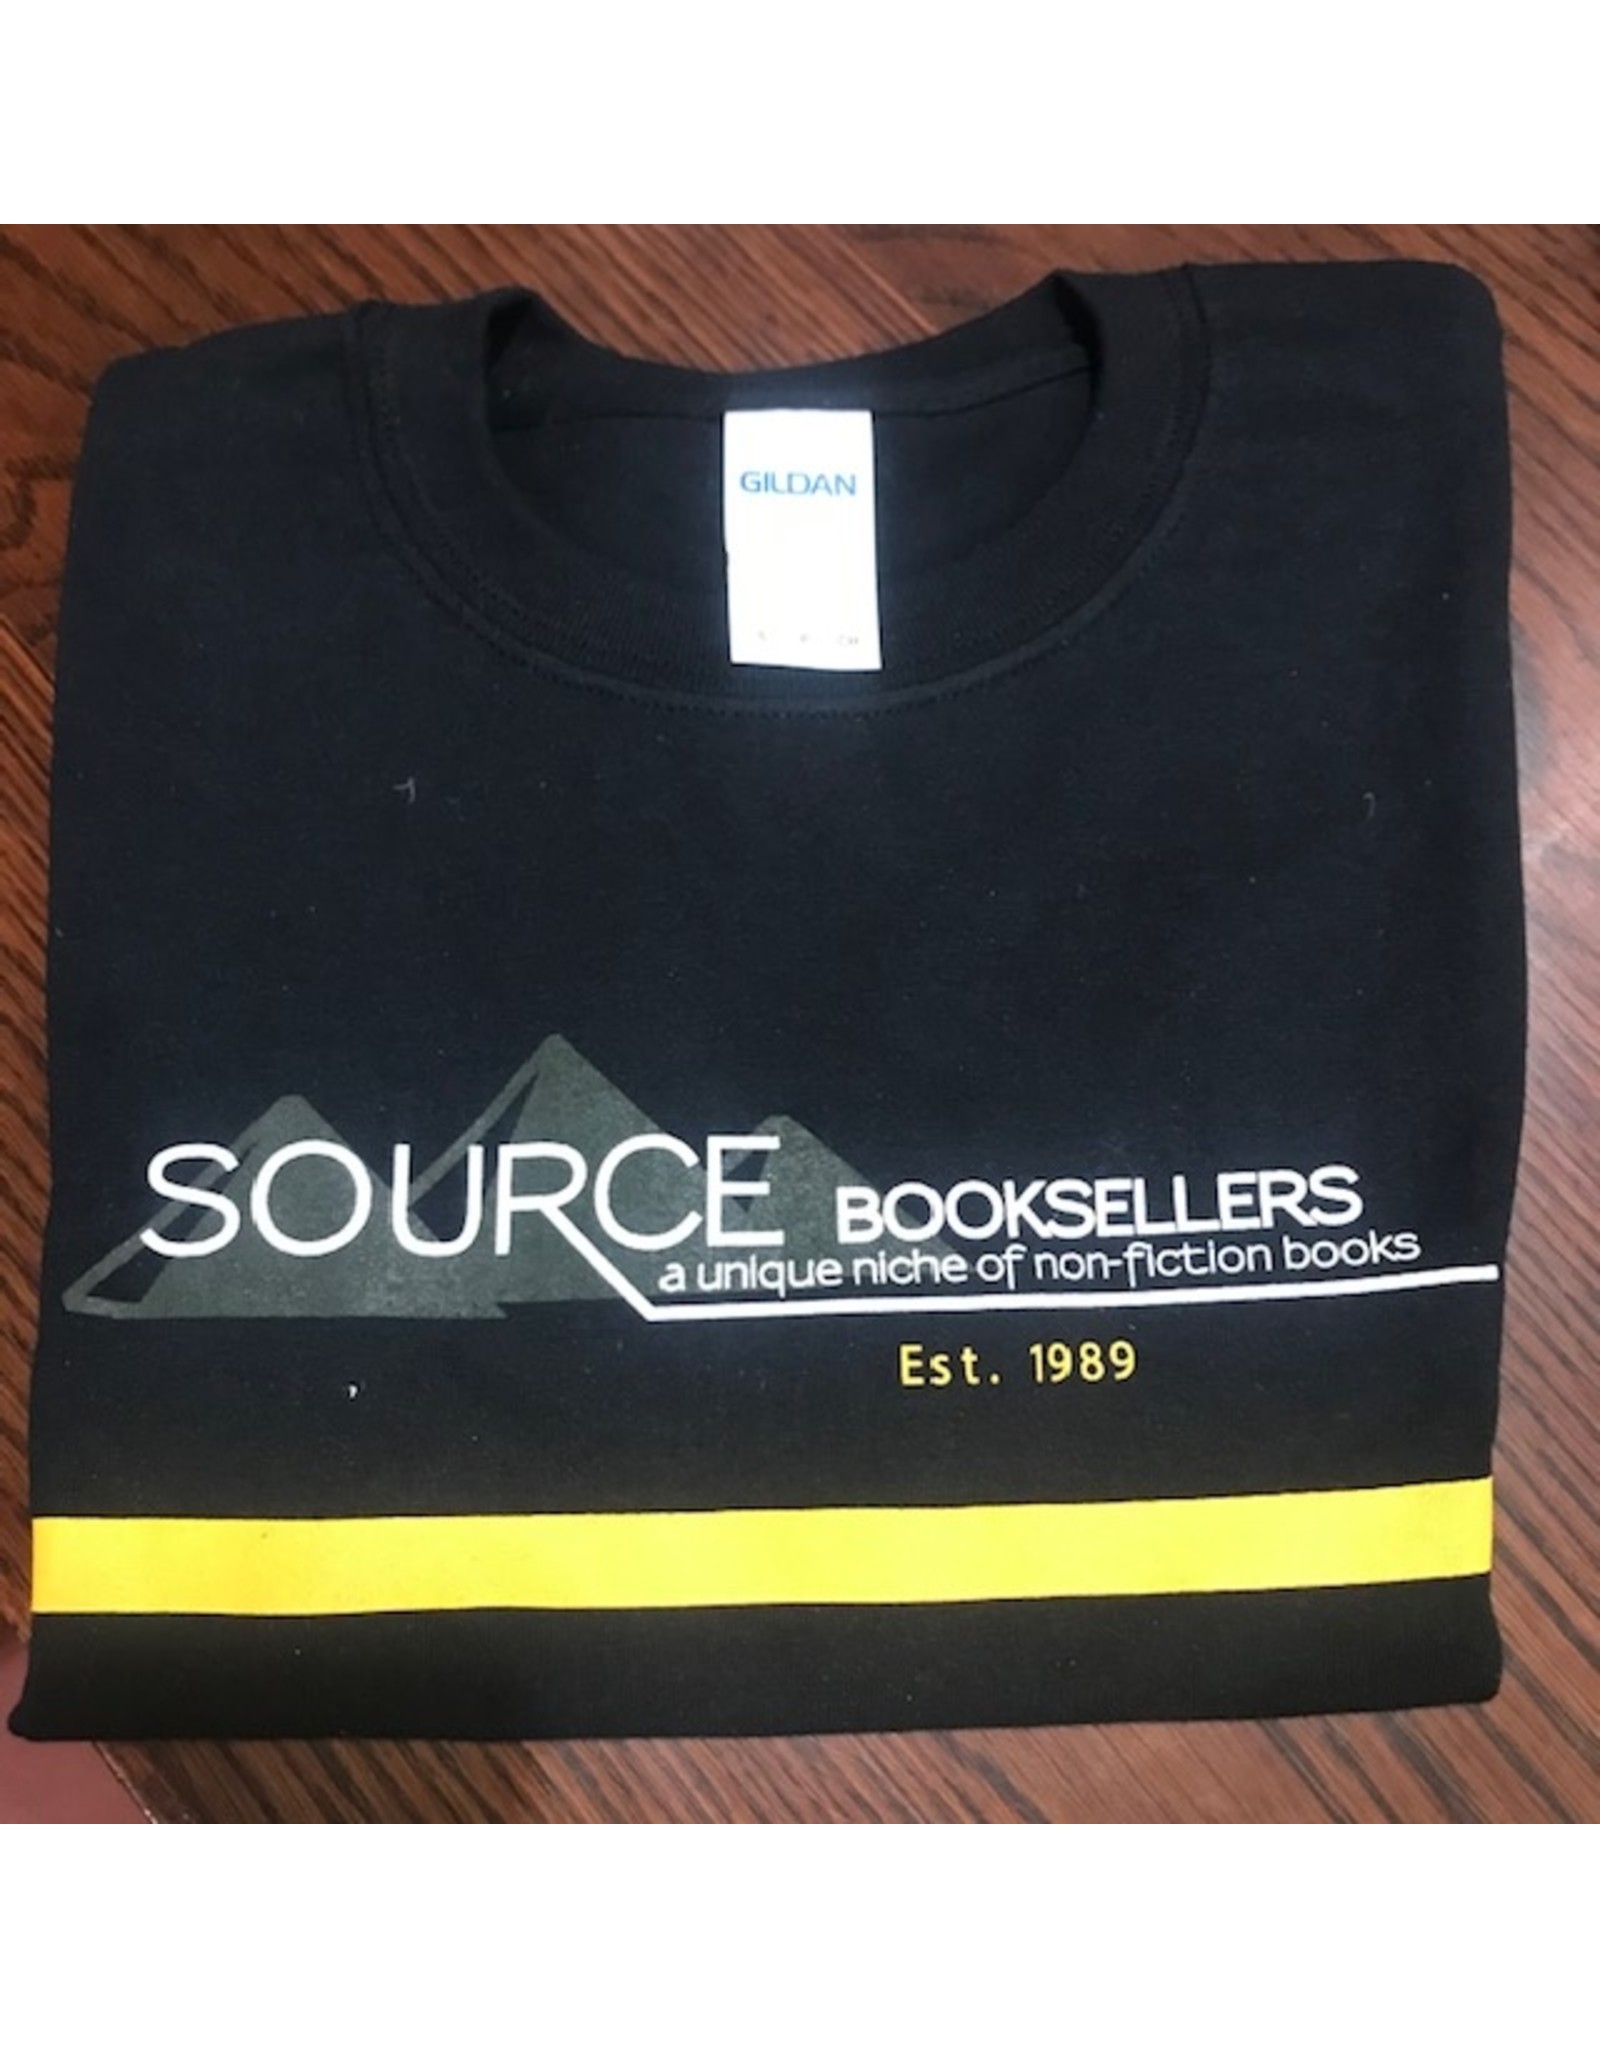 GILDAN
SOURCE BOOKSELLERS
a unique niche of non-fiction books
Est. 1989